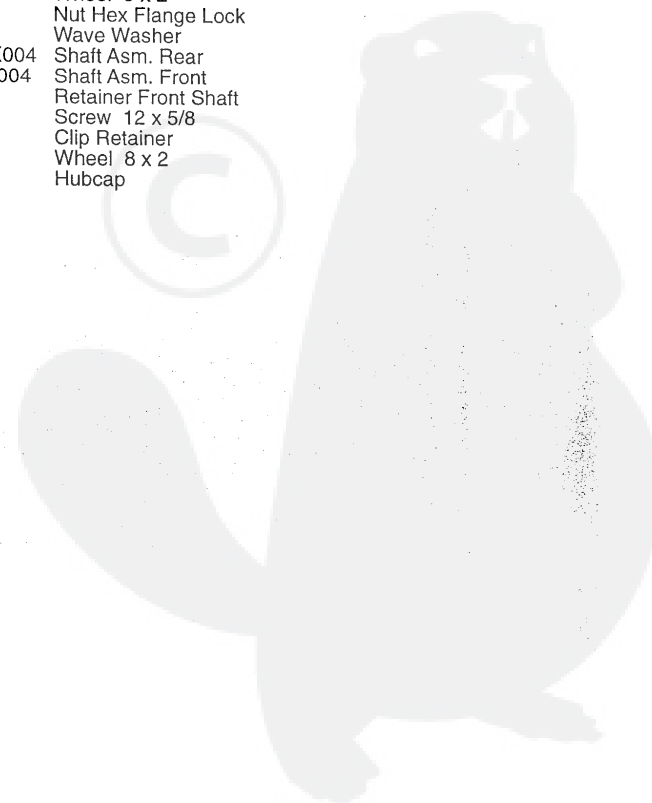 Nut Hex Flange Lock
Wave Washer
004 Shaft Asm. Rear
004 Shaft Asm. Front
Retainer Front Shaft
Screw 12 x 5/8
Clip Retainer
Wheel 8 x 2
Hubcap
©